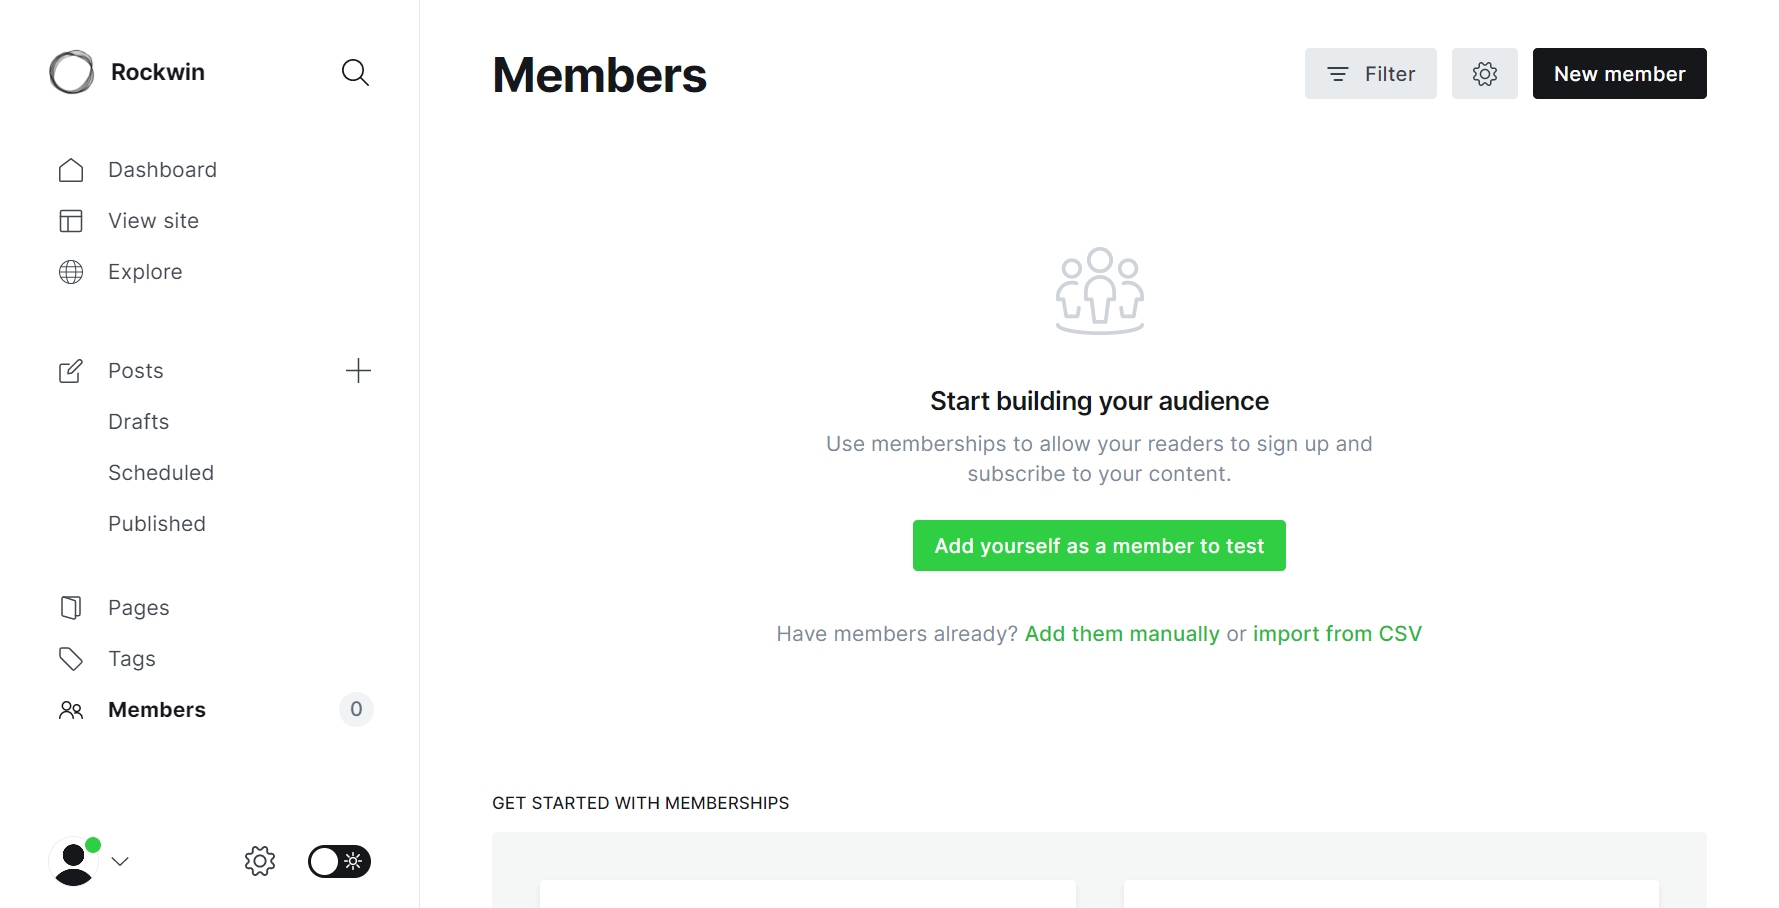 Rockwin
Dashboard
View site
Explore
Posts
Drafts
Scheduled
Published
Pages
Tags
Members
0
Members
Filter
New member
Start building your audience
Use memberships to allow your readers to sign up and
subscribe to your content.
Add yourself as a member to test
Have members already? Add them manually or import from CSV
GET STARTED WITH MEMBERSHIPS